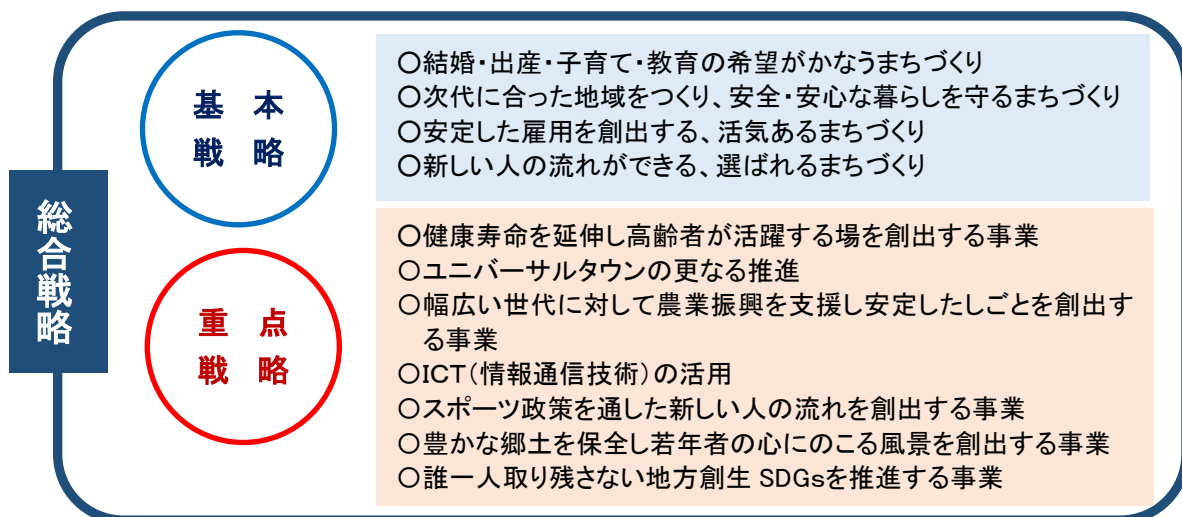 総合戦略
基 本
戦 略
〇結婚・出産・子育て・教育の希望がかなうまちづくり
〇次代に合った地域をつくり、安全・安心な暮らしを守るまちづくり
〇安定した雇用を創出する、活気あるまちづくり
〇新しい人の流れができる、選ばれるまちづくり
重 点
戦 略
〇健康寿命を延伸し高齢者が活躍する場を創出する事業
〇ユニバーサルタウンの更なる推進
〇幅広い世代に対して農業振興を支援し安定したしごとを創出す
る事業
〇ICT（情報通信技術）の活用
〇スポーツ政策を通した新しい人の流れを創出する事業
〇豊かな郷土を保全し若年者の心にのこる風景を創出する事業
〇誰一人取り残さない地方創生 SDGsを推進する事業